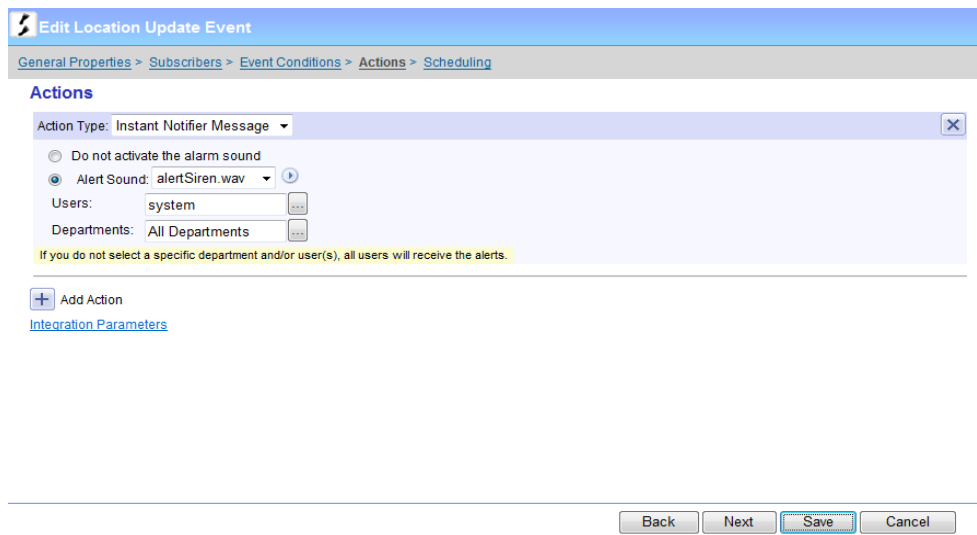 Edit Location Update Event
General Properties > Subscribers > Event Conditions > Actions > Scheduling
Actions
Action Type: Instant Notifier Message
Do not activate the alarm sound
Alert Sound: alertSiren.wav
Users: system ...
Departments: All Departments ...
If you do not select a specific department and/or user(s), all users will receive the alerts.
+ Add Action
Integration Parameters
Back Next Save Cancel